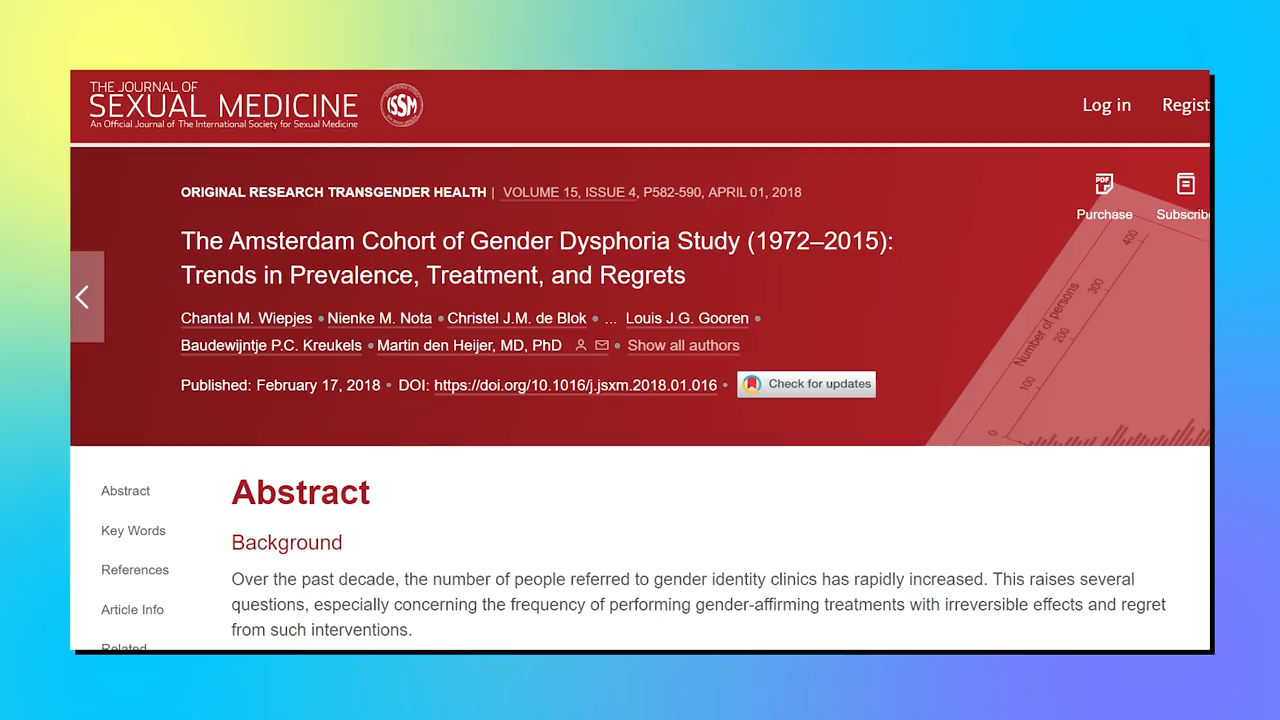 THE JOURNAL OF
SEXUAL MEDICINE
An Official Journal of The International Society for Sexual Medicine
ISSM
Log in
Regist
ORIGINAL RESEARCH TRANSGENDER HEALTH | VOLUME 15, ISSUE 4, P582-590, APRIL 01, 2018
PDF
Purchase
Subscribe
The Amsterdam Cohort of Gender Dysphoria Study (1972–2015):
Trends in Prevalence, Treatment, and Regrets
Chantal M. Wiepjes • Nienke M. Nota • Christel J.M. de Blok • ... Louis J.G. Gooren •
Baudewijntje P.C. Kreukels • Martin den Heijer, MD, PhD • Show all authors
Published: February 17, 2018 • DOI: https://doi.org/10.1016/j.jsxm.2018.01.016 •
Check for updates
Number of persons
400
300
200
100
0
Abstract
Key Words
References
Article Info
Related
Abstract
Background
Over the past decade, the number of people referred to gender identity clinics has rapidly increased. This raises several
questions, especially concerning the frequency of performing gender-affirming treatments with irreversible effects and regret
from such interventions.